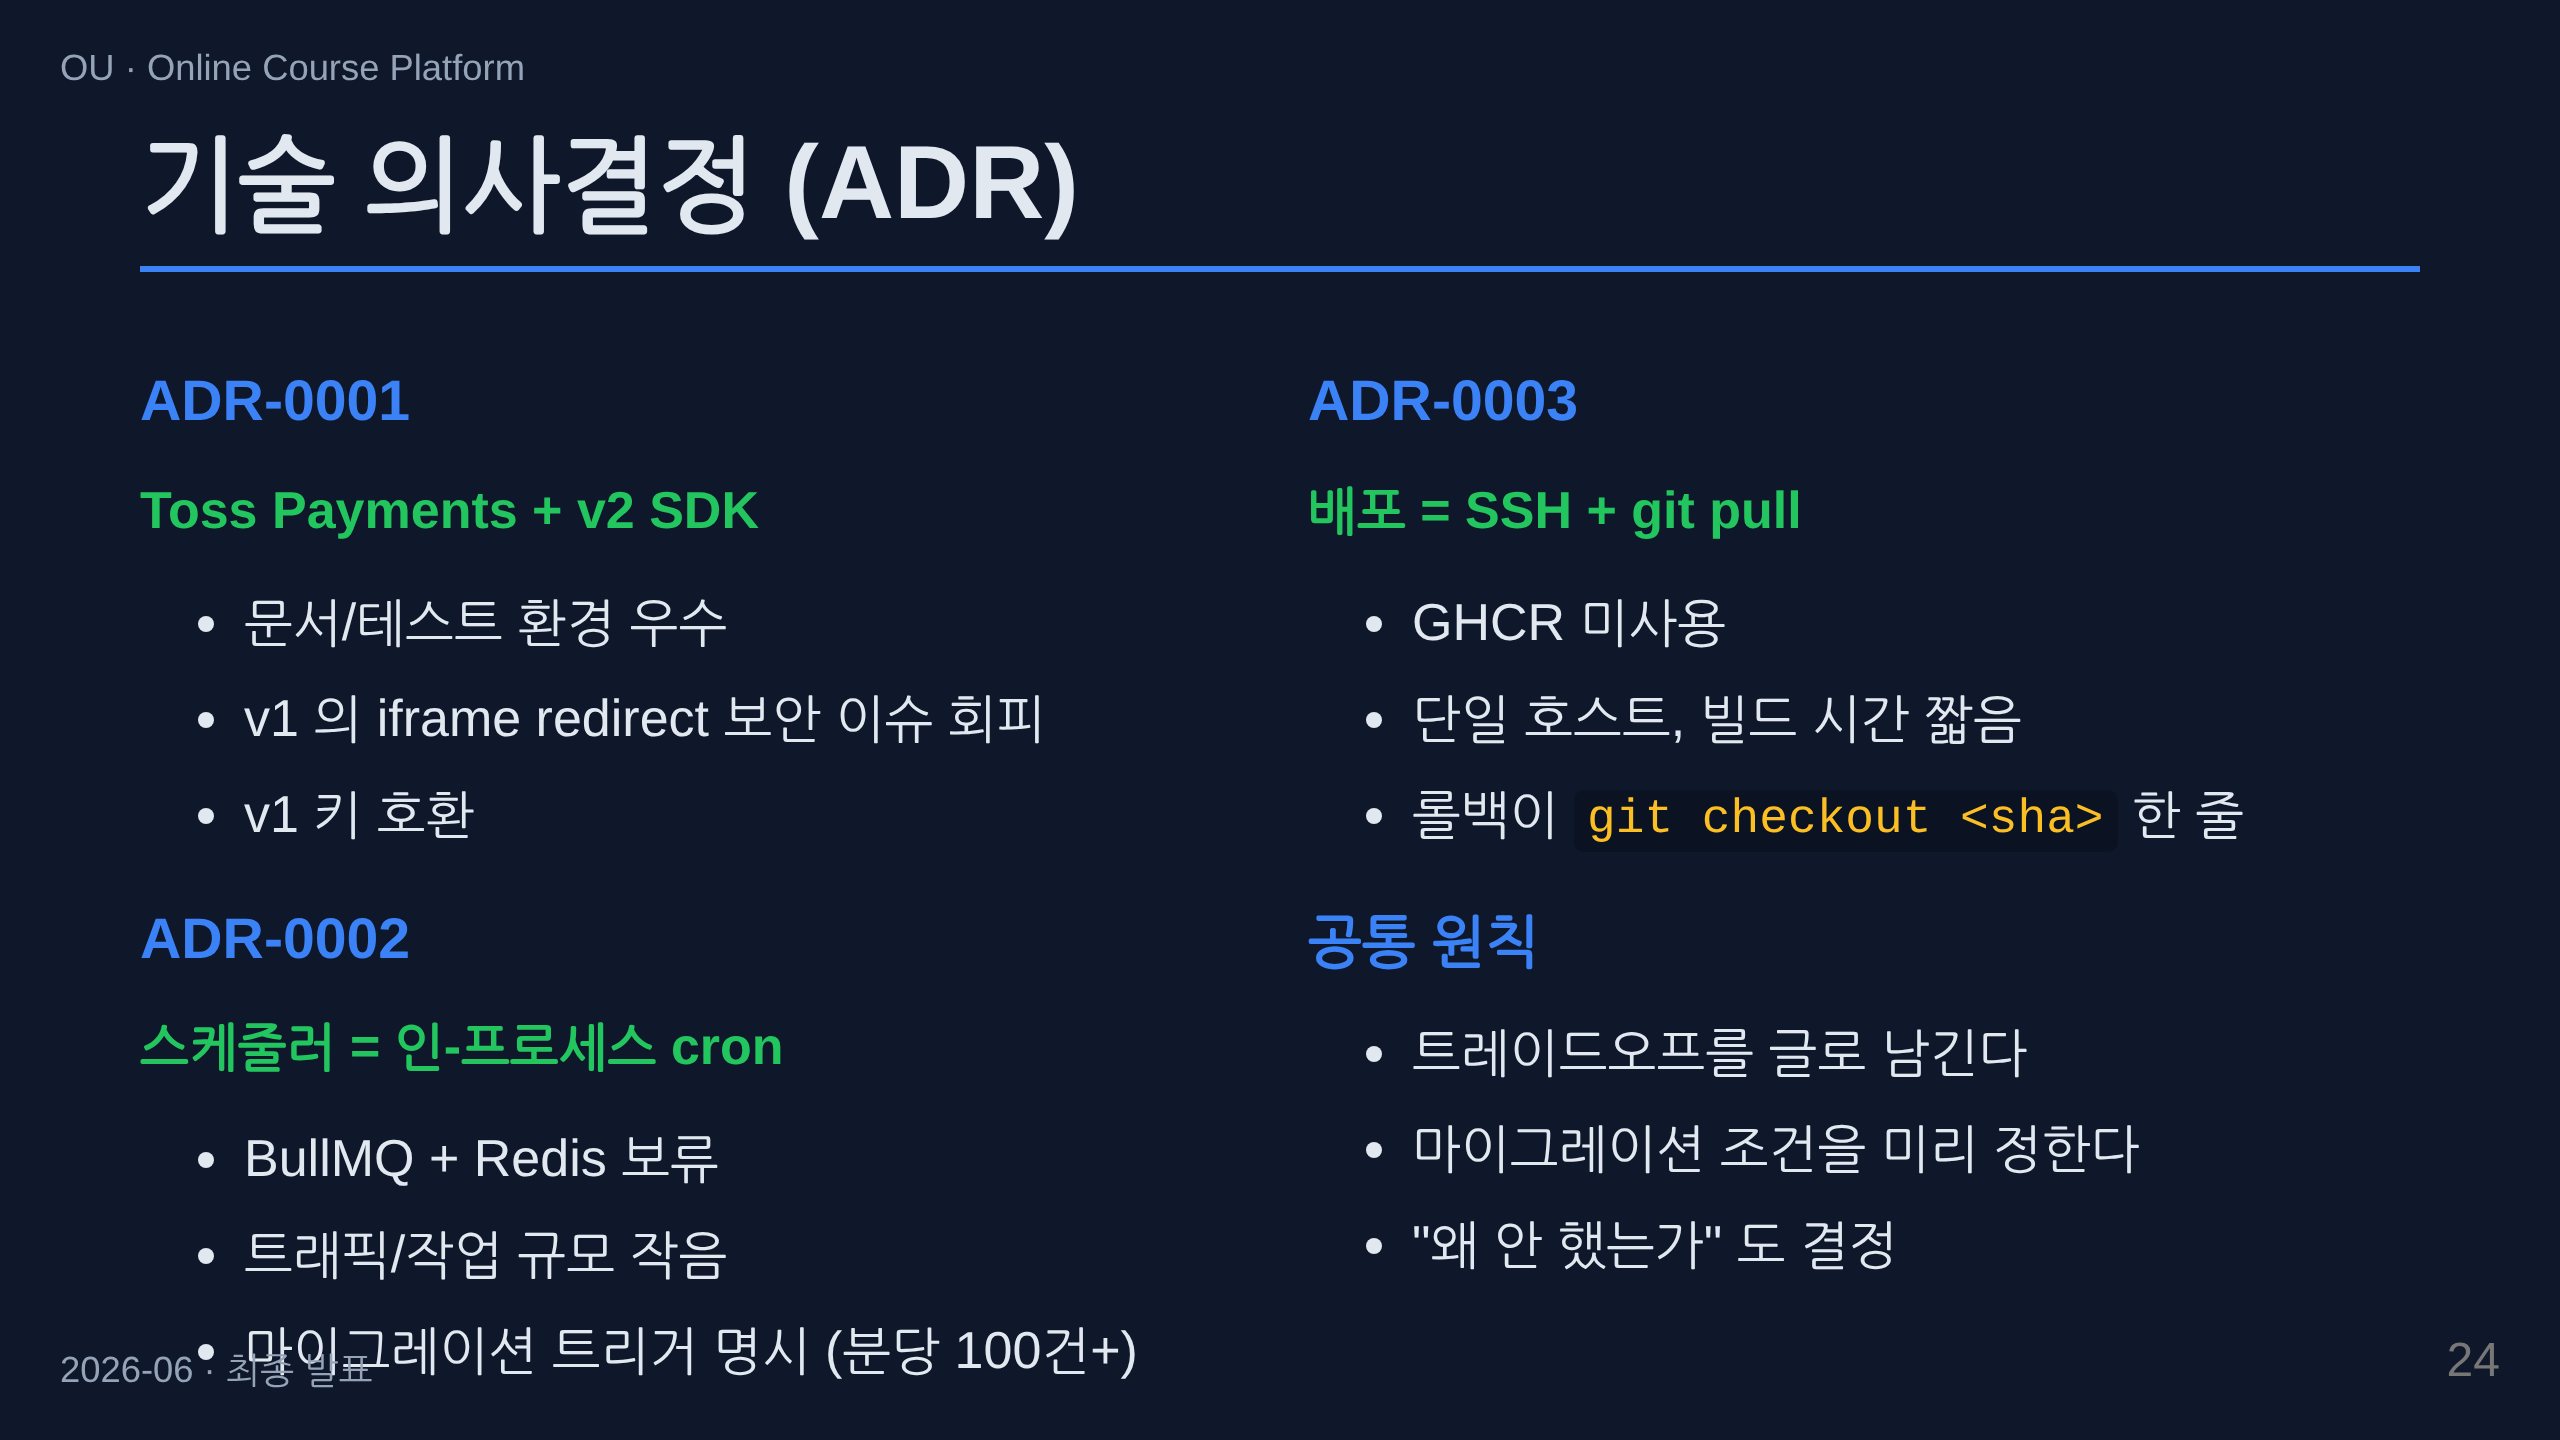 OU · Online Course Platform
기술 의사결정 (ADR)
ADR-0001
Toss Payments + v2 SDK
• 문서/테스트 환경 우수
• v1 의 iframe redirect 보안 이슈 회피
• v1 키 호환
ADR-0002
스케줄러 = 인-프로세스 cron
• BullMQ + Redis 보류
• 트래픽/작업 규모 작음
• 마이그레이션 트리거 명시 (분당 100건+)
ADR-0003
배포 = SSH + git pull
• GHCR 미사용
• 단일 호스트, 빌드 시간 짧음
• 롤백이 git checkout <sha> 한 줄
공통 원칙
• 트레이드오프를 글로 남긴다
• 마이그레이션 조건을 미리 정한다
• "왜 안 했는가" 도 결정
2026-06 · 최종 발표
24